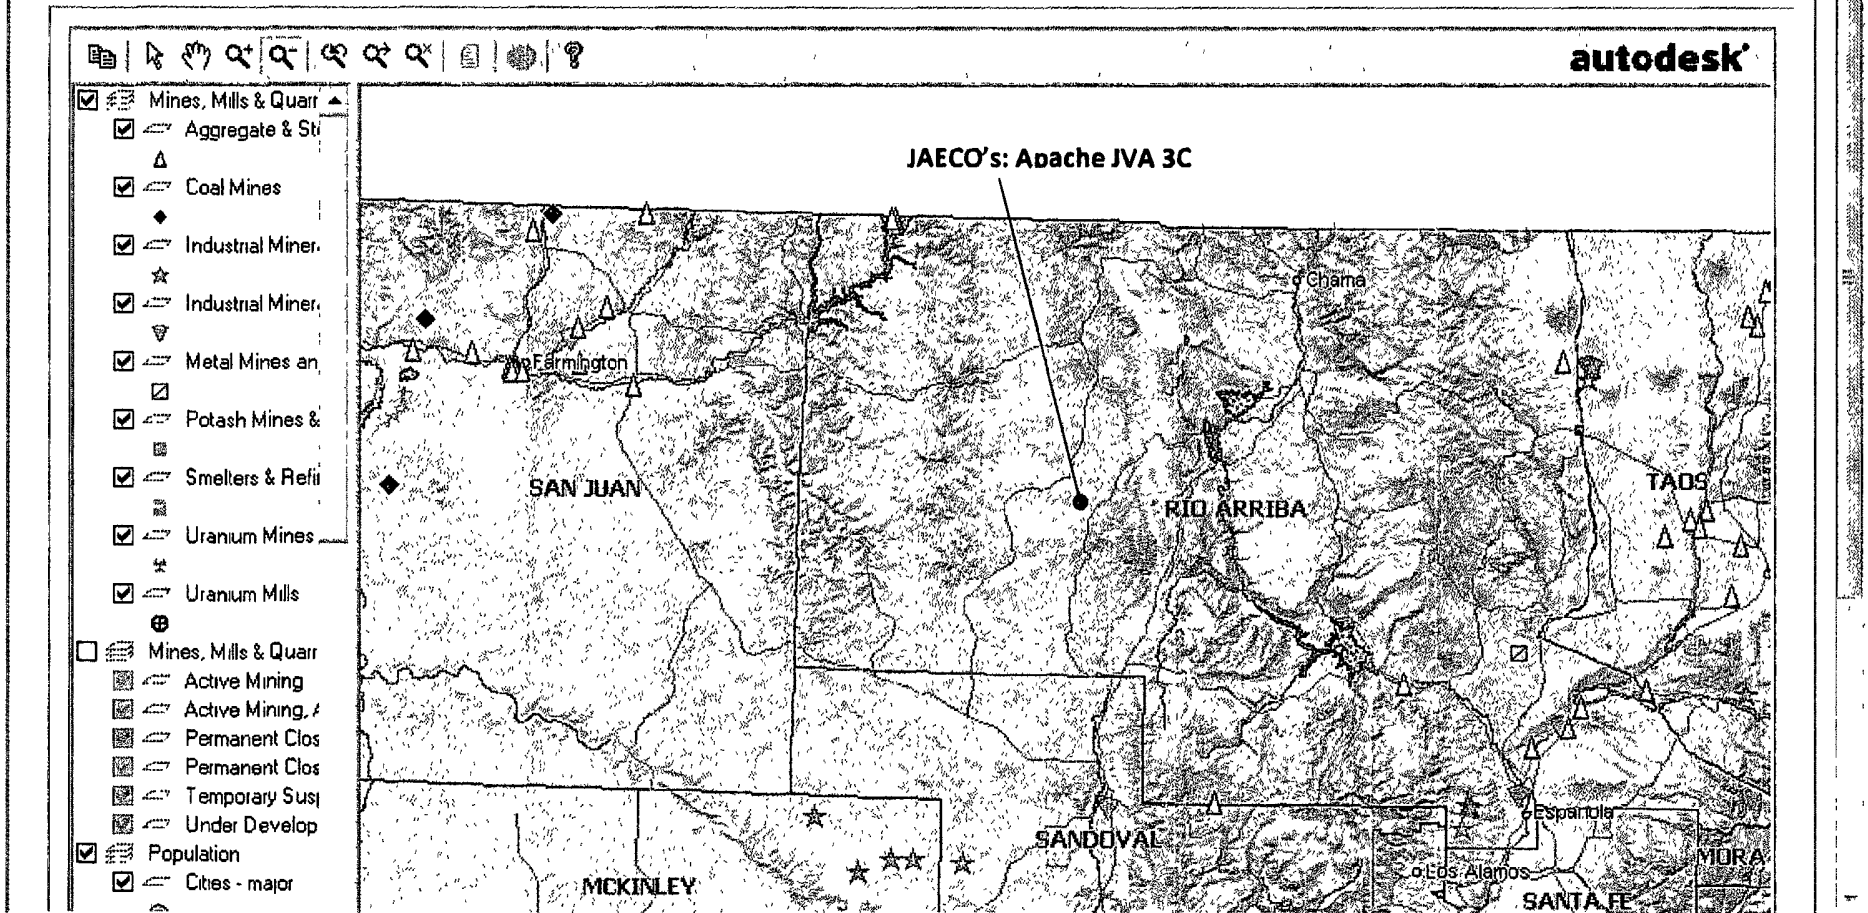 autodesk
Mines, Mills & Quarr
Aggregate & St
Coal Mines
Industrial Miner
Industrial Miner
Metal Mines an
Potash Mines &
Smelters & Refi
Uranium Mines
Uranium Mills
Mines, Mills & Quarr
Active Mining
Active Mining, A
Permanent Clos
Permanent Clos
Temporary Sus
Under Develop
Population
Cities - major
JAECO's: Apache JVA 3C
Chama
Farmington
SAN JUAN
RIO ARRIBA
TAOS
Española
SANDOVAL
MORA
Los Alamos
MCKINLEY
SANTA FE